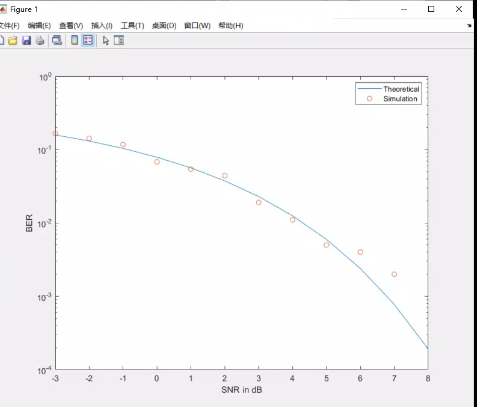 Figure 1
文件(F) 编辑(E) 查看(V) 插入(I) 工具(T) 桌面(D) 窗口(W) 帮助(H)
10^0
10^-1
10^-2
10^-3
10^-4
BER
Theoretical
Simulation
-3 -2 -1 0 1 2 3 4 5 6 7 8
SNR in dB